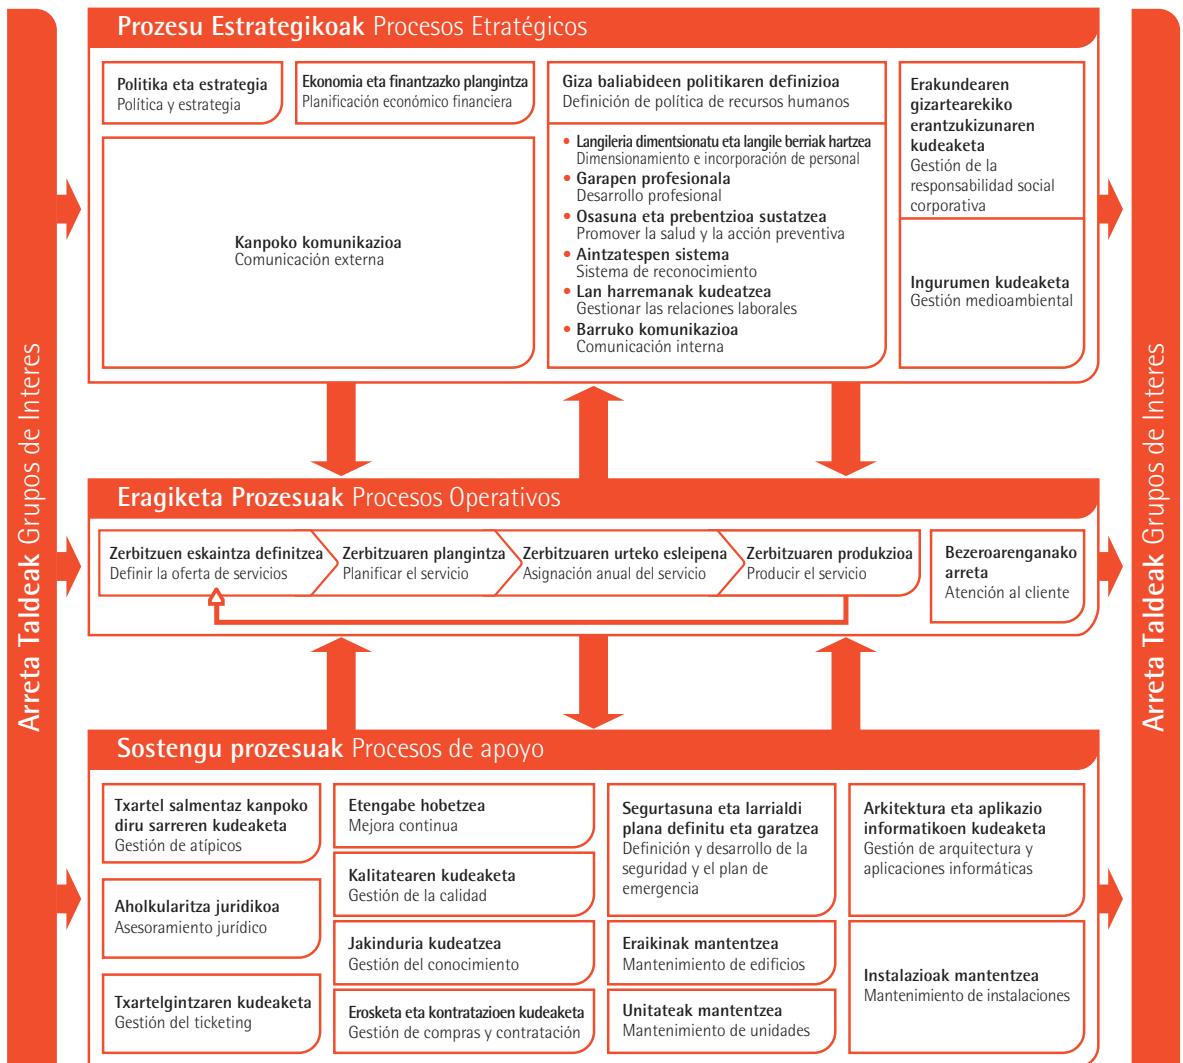 Arreta Taldeak Grupos de Interes
Prozesu Estrategikoak Procesos Etratégicos
Politika eta estrategia
Política y estrategia
Ekonomia eta finantzazko plangintza
Planificación económico financiera
Kanpoko komunikazioa
Comunicación externa
Giza baliabideen politikaren definizioa
Definición de política de recursos humanos
• Langileria dimentsionatu eta langile berriak hartzea
Dimensionamiento e incorporación de personal
• Garapen profesionala
Desarrollo profesional
• Osasuna eta prebentzioa sustatzea
Promover la salud y la acción preventiva
• Aintzatespen sistema
Sistema de reconocimiento
• Lan harremanak kudeatzea
Gestionar las relaciones laborales
• Barruko komunikazioa
Comunicación interna
Erakundearen
gizartearekiko
erantzukizunaren
kudeaketa
Gestión de la
responsabilidad social
corporativa
Ingurumen kudeaketa
Gestión medioambiental
Eragiketa Prozesuak Procesos Operativos
Zerbitzuen eskaintza definitzea
Definir la oferta de servicios
Zerbitzuaren plangintza
Planificar el servicio
Zerbitzuaren urteko esleipena
Asignación anual del servicio
Zerbitzuaren produkzioa
Producir el servicio
Bezeroarenganako
arreta
Atención al cliente
Sostengu prozesuak Procesos de apoyo
Txartel salmentaz kanpoko
diru sarreren kudeaketa
Gestión de atípicos
Aholkularitza juridikoa
Asesoramiento jurídico
Txartelgintzaren kudeaketa
Gestión del ticketing
Etengabe hobetzea
Mejora continua
Kalitatearen kudeaketa
Gestión de la calidad
Jakinduria kudeatzea
Gestión del conocimiento
Erosketa eta kontratazioen kudeaketa
Gestión de compras y contratación
Segurtasuna eta larrialdi
plana definitu eta garatzea
Definición y desarrollo de la
seguridad y el plan de
emergencia
Eraikinak mantentzea
Mantenimiento de edificios
Unitateak mantentzea
Mantenimiento de unidades
Arkitektura eta aplikazio
informatikoen kudeaketa
Gestión de arquitectura y
aplicaciones informáticas
Instalazioak mantentzea
Mantenimiento de instalaciones
Arreta Taldeak Grupos de Interes